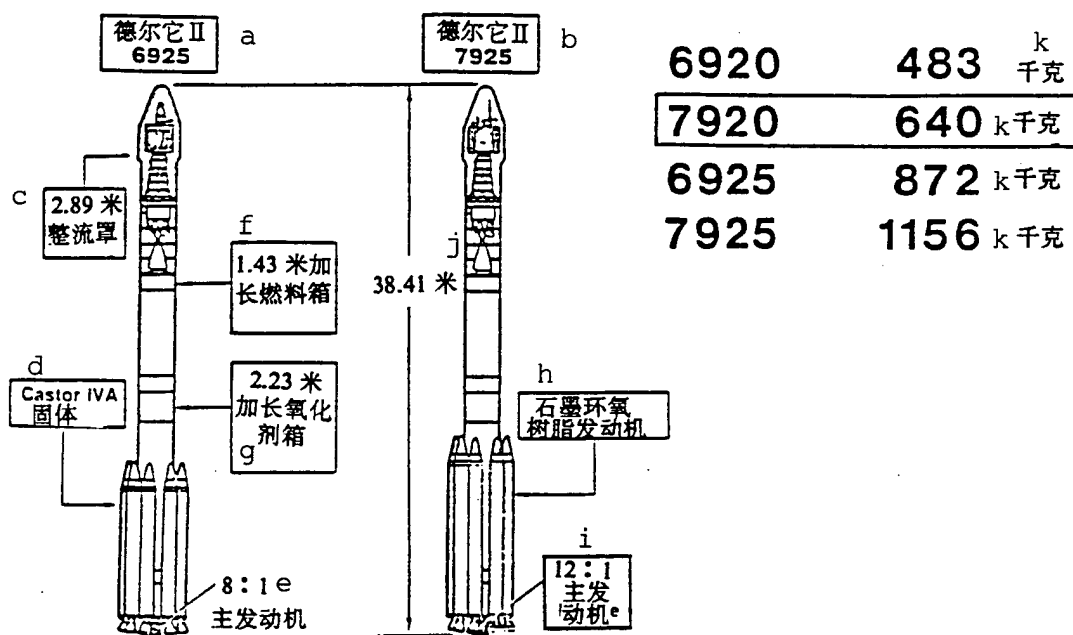 德尔它Ⅱ
6925
a
德尔它Ⅱ
7925
b
6920 483 k
千克
7920 640 k千克
6925 872 k千克
7925 1156 k千克
c
2.89 米
整流罩
f
1.43 米加
长燃料箱
j
38.41 米
d
Castor IVA
固体
2.23 米
加长氧化
剂箱
g
h
石墨环氧
树脂发动机
8:1 e
主发动机
i
12:1
主发
动机e